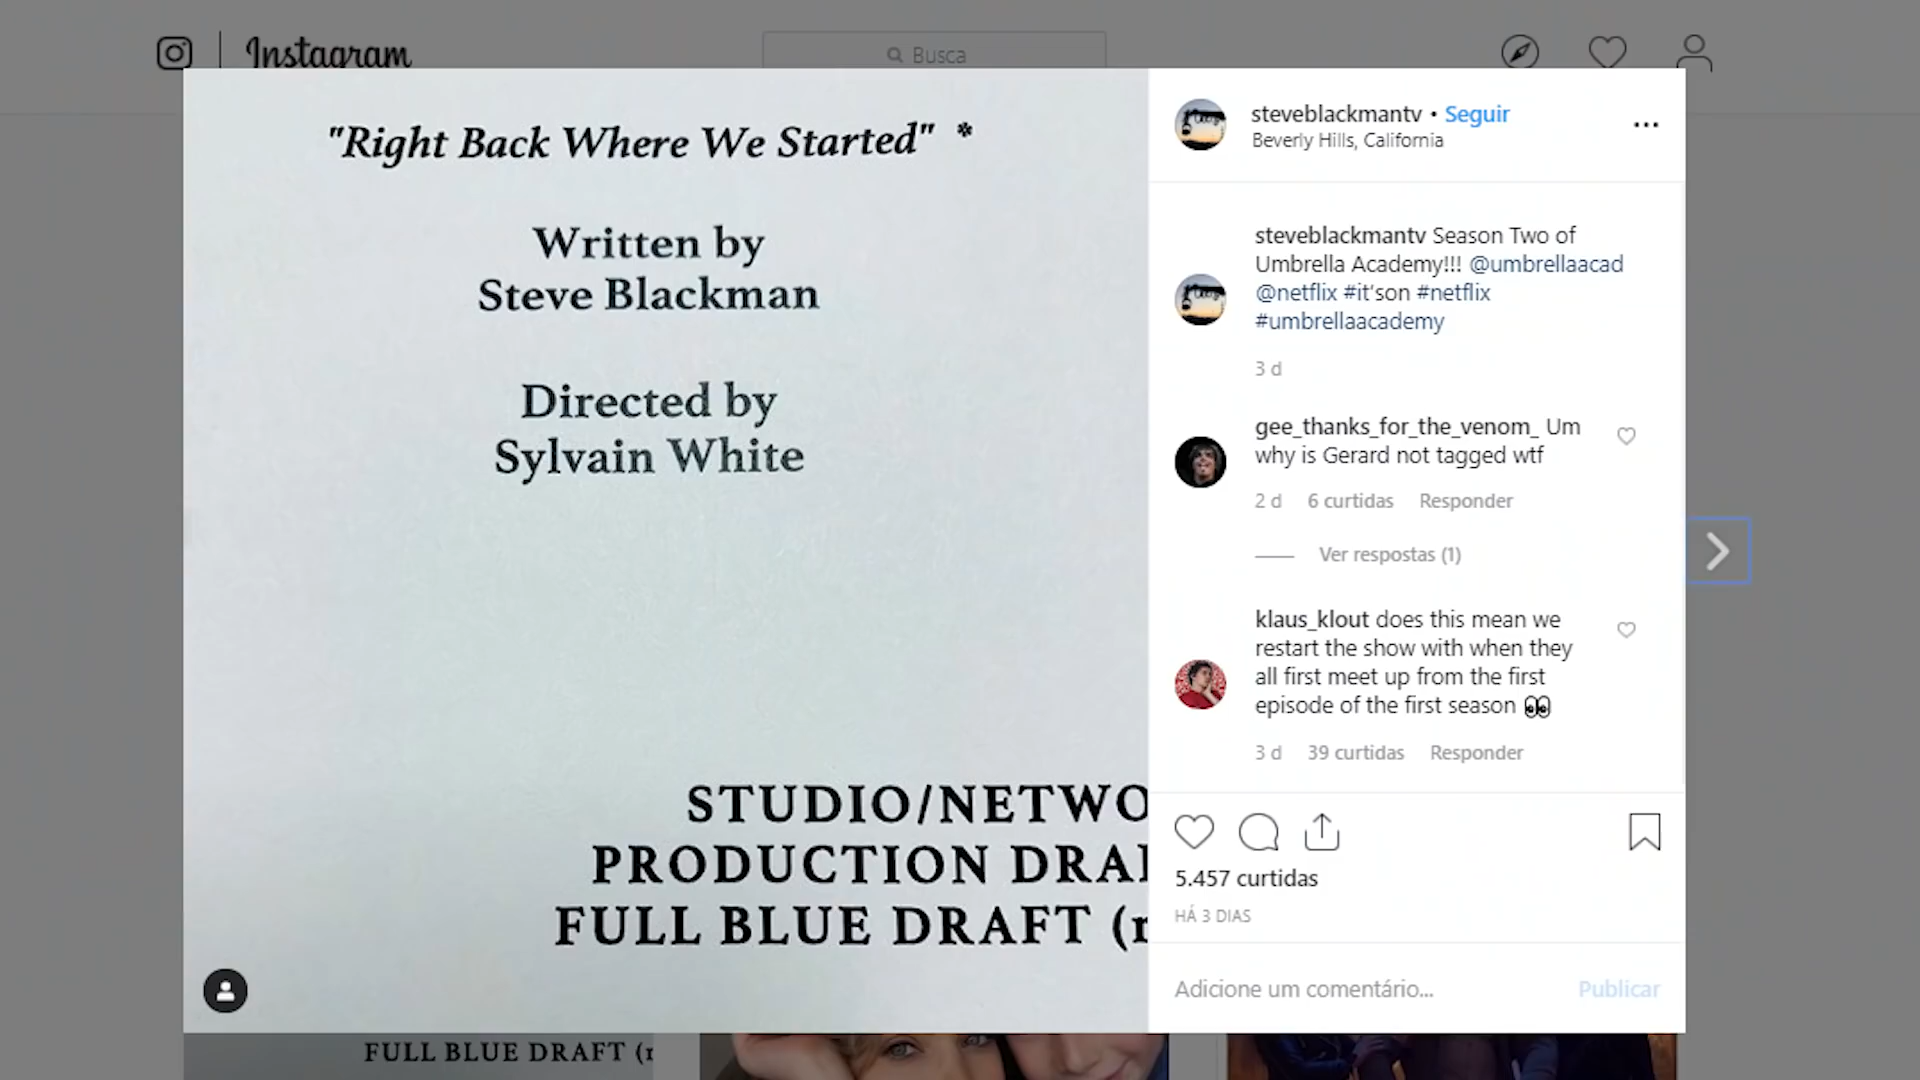 Instagram
Busca
"Right Back Where We Started" *
Written by
Steve Blackman
Directed by
Sylvain White
STUDIO/NETWO
PRODUCTION DRA
FULL BLUE DRAFT (r
steveblackmantv • Seguir
Beverly Hills, California
steveblackmantv Season Two of
Umbrella Academy!!! @umbrellaacad
@netflix #it'son #netflix
#umbrellaacademy
3 d
gee_thanks_for_the_venom_ Um
why is Gerard not tagged wtf
2 d 6 curtidas Responder
Ver respostas (1)
klaus_klout does this mean we
restart the show with when they
all first meet up from the first
episode of the first season 👀
3 d 39 curtidas Responder
5.457 curtidas
HÁ 3 DIAS
Adicione um comentário... Publicar
FULL BLUE DRAFT (r